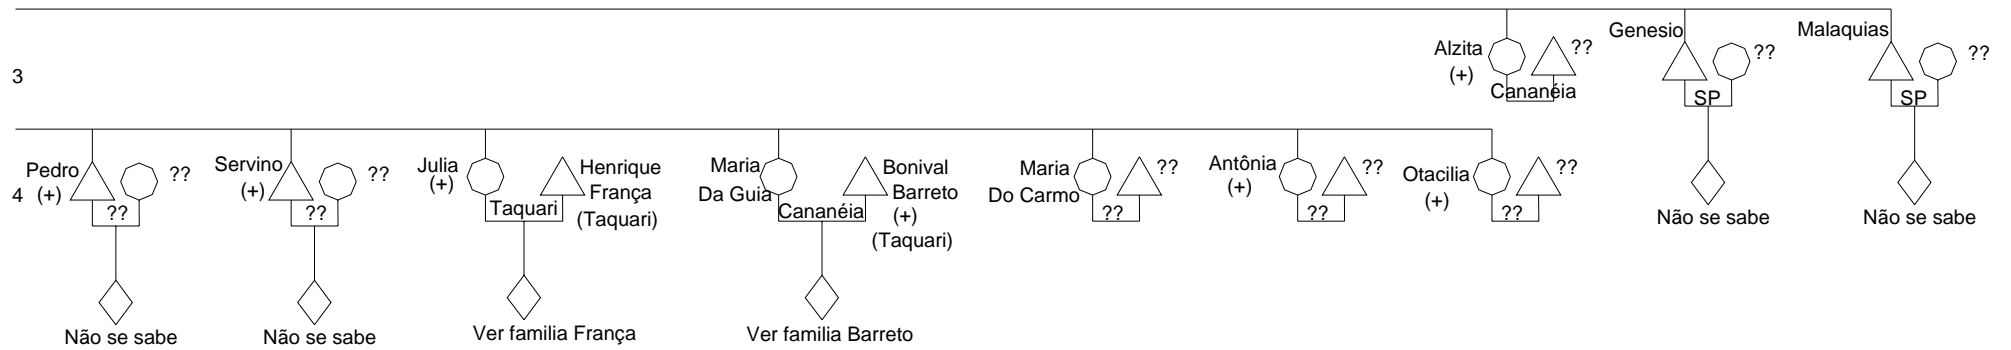 3
Alzita
(+)
??
Cananéia
Genesio
??
SP
Não se sabe
Malaquias
??
SP
Não se sabe
4
Pedro
(+)
??
??
Não se sabe
Servino
(+)
??
??
Não se sabe
Julia
(+)
Henrique
França
(Taquari)
Taquari
Ver familia França
Maria
Da Guia
Bonival
Barreto
(+)
(Taquari)
Cananéia
Ver familia Barreto
Maria
Do Carmo
??
??
Antônia
(+)
??
??
Otacilia
(+)
??
??